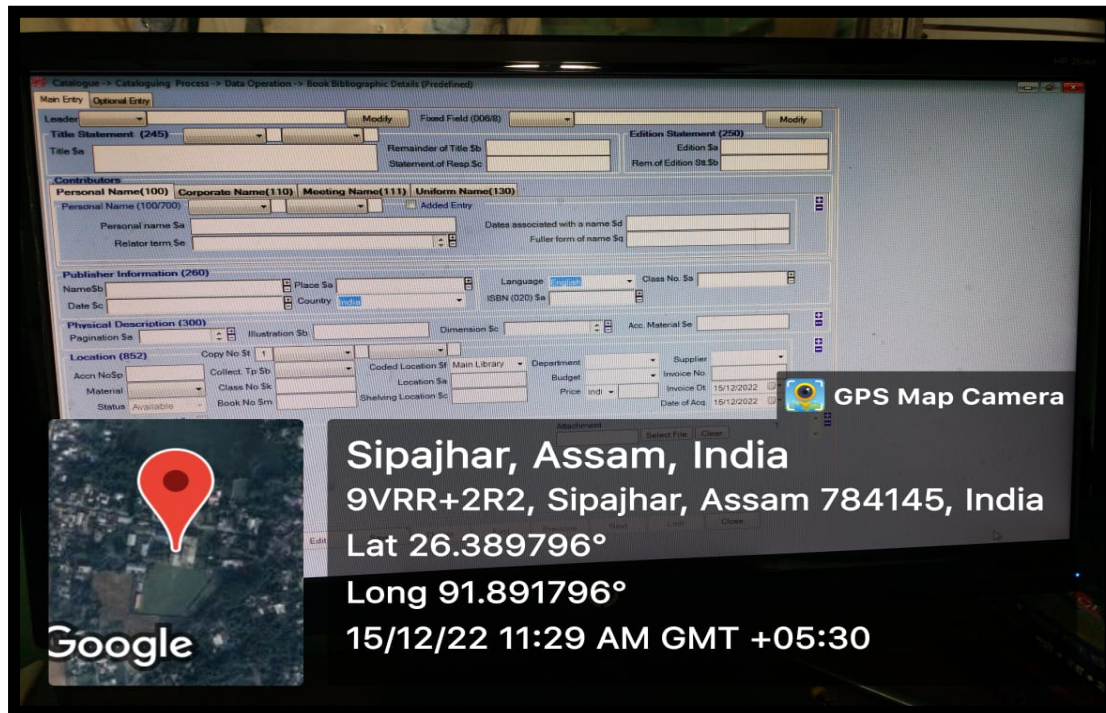 HP 20wd
Catalogue -> Cataloguing Process -> Data Operation -> Book Bibliographic Details (Predefined)
Main Entry Optional Entry
Leader Modify Fixed Field (006/8) Modify
Title Statement (245) Edition Statement (250)
Title $a Remainder of Title $b Edition $a
Statement of Resp.$c Rem of Edition Stt.$b
Contributors
Personal Name(100) Corporate Name(110) Meeting Name(111) Uniform Name(130)
Personal Name (100/700) Added Entry
Personal name $a Dates associated with a name $d
Relator term $e Fuller form of name $q
Publisher Information (260)
Name$b Place $a Language English Class No. $a
Date $c Country India ISBN (020) $a
Physical Description (300)
Pagination $a Illustration $b Dimension $c Acc. Material $e
Location (852) Copy No $t 1
Accn No$p Collect. Tp $b Coded Location $f Main Library Department Supplier
Material Class No $k Location $a Budget Invoice No.
Status Available Book No $m Shelving Location $c Price Indi Invoice Dt. 15/12/2022
Date of Acq. 15/12/2022
Attachment
Select File Clear
Edit Previous Next Last Close
GPS Map Camera
Sipajhar, Assam, India
9VRR+2R2, Sipajhar, Assam 784145, India
Lat 26.389796°
Long 91.891796°
15/12/22 11:29 AM GMT +05:30
Google